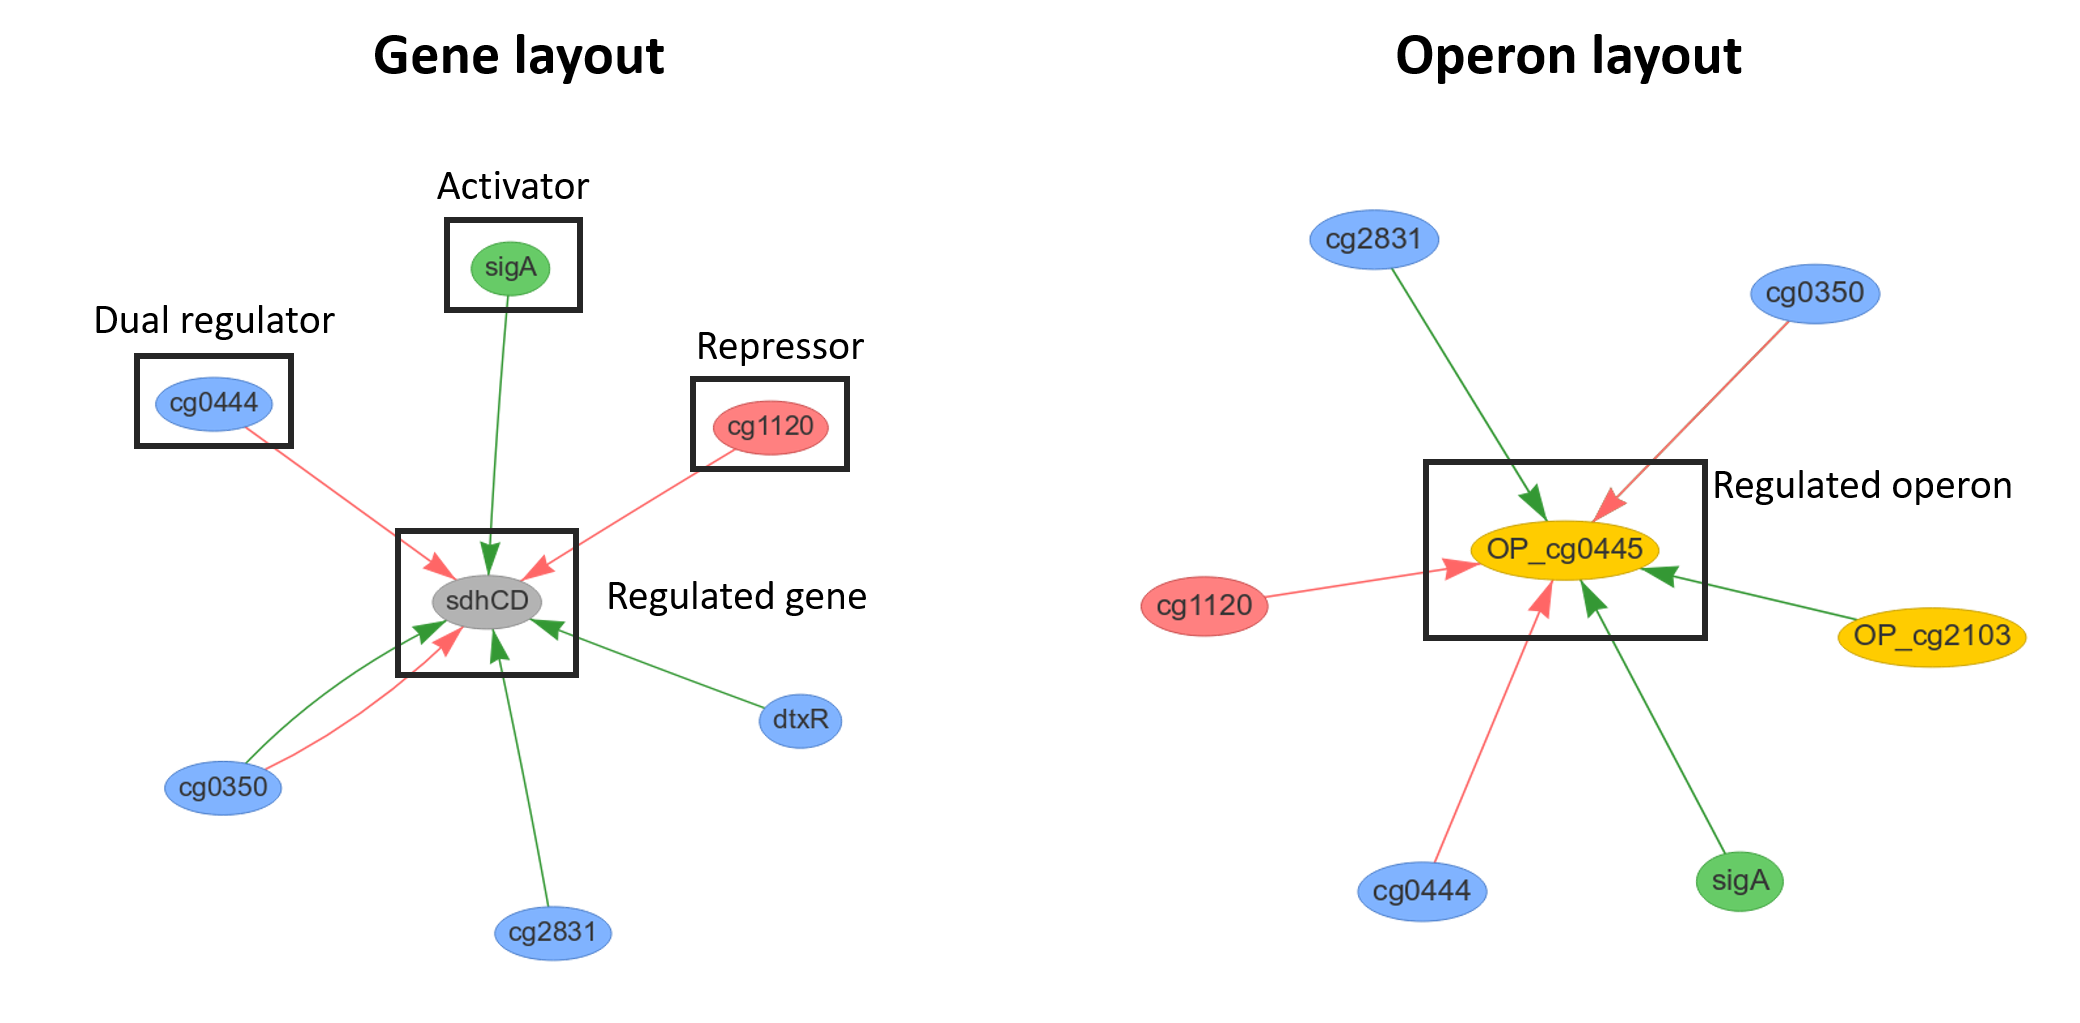 Gene layout
Activator
sigA
Dual regulator
cg0444
Repressor
cg1120
sdhCD
Regulated gene
dtxR
cg0350
cg2831
Operon layout
cg2831
cg0350
Regulated operon
OP_cg0445
cg1120
OP_cg2103
cg0444
sigA